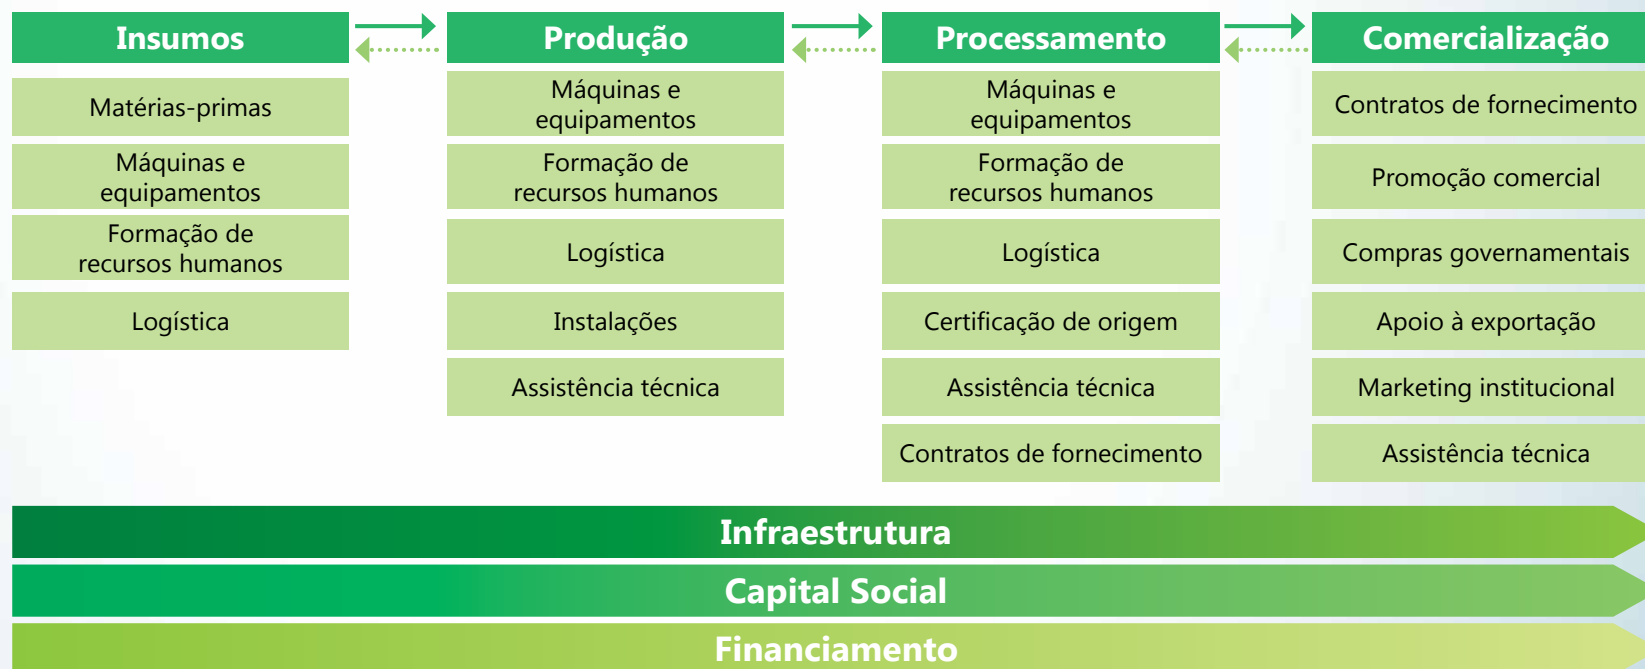 Insumos
Matérias-primas
Máquinas e
equipamentos
Formação de
recursos humanos
Logística
Produção
Máquinas e
equipamentos
Formação de
recursos humanos
Logística
Instalações
Assistência técnica
Processamento
Máquinas e
equipamentos
Formação de
recursos humanos
Logística
Certificação de origem
Assistência técnica
Contratos de fornecimento
Comercialização
Contratos de fornecimento
Promoção comercial
Compras governamentais
Apoio à exportação
Marketing institucional
Assistência técnica
Infraestrutura
Capital Social
Financiamento